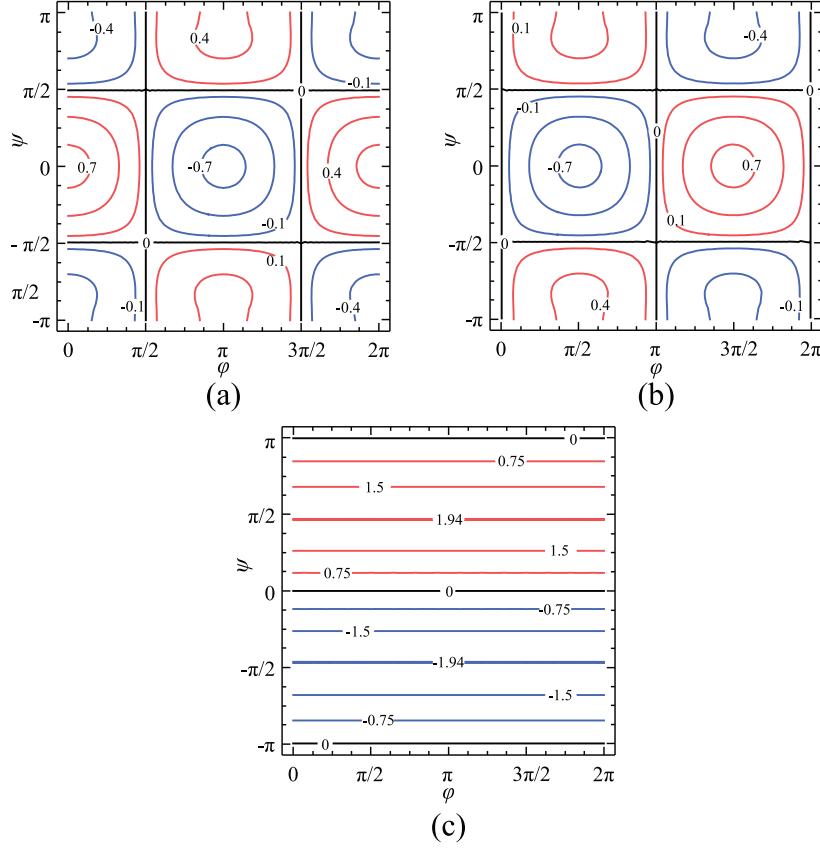 π -0.4 0.4
-0.1
π/2 0
ψ 0 0.7 -0.7 0.4
-0.1
- π/2 0
0.1
π/2 -0.1 -0.4
-π
0 π/2 π 3π/2 2π
φ
(a)
π 0.1 -0.4
π/2 0
-0.1
0
ψ 0 -0.7 0.7
0.1
-π/2 0
0.4 -0.1
-π
0 π/2 π 3π/2 2π
φ
(b)
π 0
0.75
1.5
π/2 1.94
1.5
ψ 0.75
0 0
-0.75
-1.5
-π/2 -1.94
-1.5
-0.75
-π 0
0 π/2 π 3π/2 2π
φ
(c)